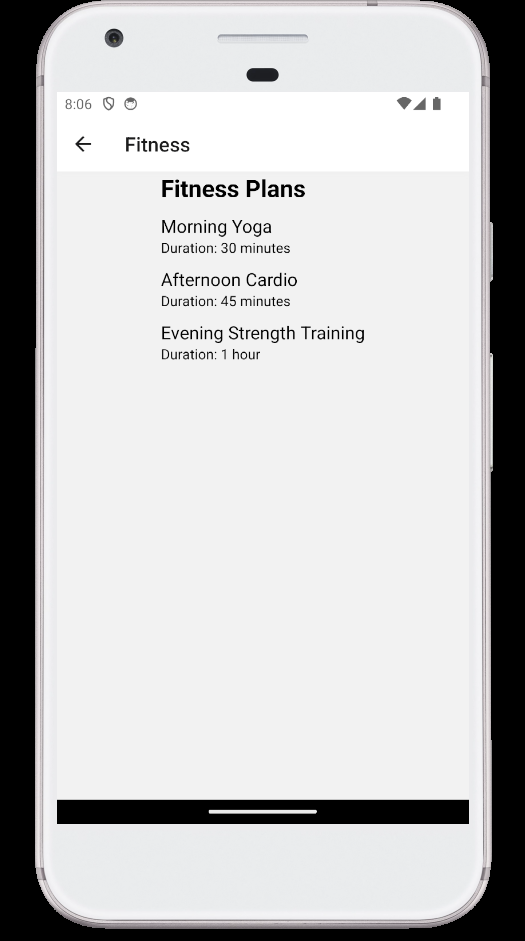 8:06
Fitness
Fitness Plans
Morning Yoga
Duration: 30 minutes
Afternoon Cardio
Duration: 45 minutes
Evening Strength Training
Duration: 1 hour